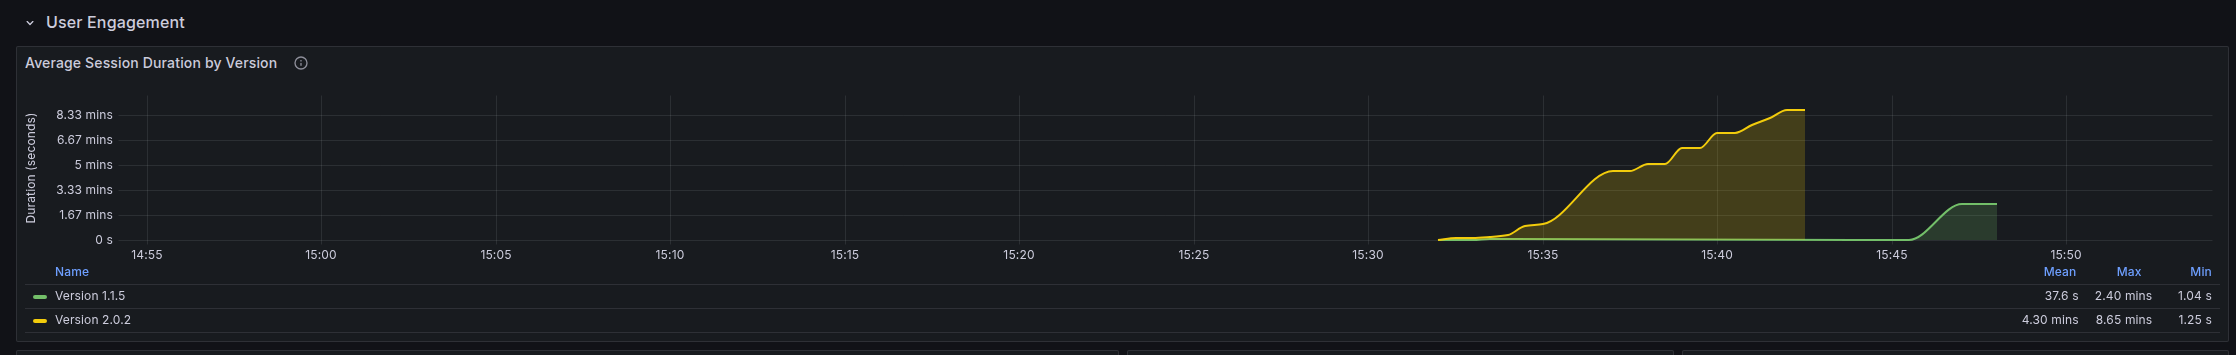 User Engagement
Average Session Duration by Version
Duration (seconds)
8.33 mins
6.67 mins
5 mins
3.33 mins
1.67 mins
0 s
14:55 15:00 15:05 15:10 15:15 15:20 15:25 15:30 15:35 15:40 15:45 15:50
Name Mean Max Min
Version 1.1.5 37.6 s 2.40 mins 1.04 s
Version 2.0.2 4.30 mins 8.65 mins 1.25 s